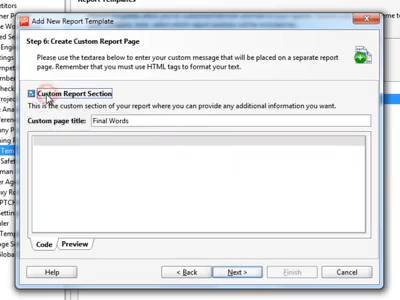 petitors
Report Templates
Add New Report Template
Step 6: Create Custom Report Page
Please use the textarea below to enter your custom message that will be placed on a separate report
page. Remember that you must use HTML tags to format your text.
Custom Report Section
This is the custom section of your report where you can provide any additional information you want.
Custom page title: Final Words
Code Preview
Help < Back Next > Finish Cancel